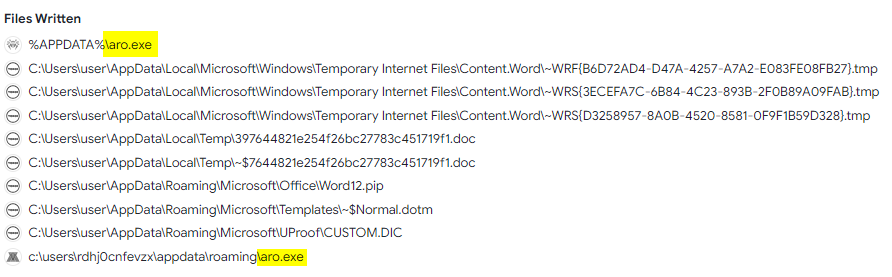 Files Written
%APPDATA%\aro.exe
C:\Users\user\AppData\Local\Microsoft\Windows\Temporary Internet Files\Content.Word\~WRF{B6D72AD4-D47A-4257-A7A2-E083FE08FB27}.tmp
C:\Users\user\AppData\Local\Microsoft\Windows\Temporary Internet Files\Content.Word\~WRS{3ECEFA7C-6B84-4C23-893B-2F0B89A09FAB}.tmp
C:\Users\user\AppData\Local\Microsoft\Windows\Temporary Internet Files\Content.Word\~WRS{D3258957-8A0B-4520-8581-0F9F1B59D328}.tmp
C:\Users\user\AppData\Local\Temp\397644821e254f26bc27783c451719f1.doc
C:\Users\user\AppData\Local\Temp\~$7644821e254f26bc27783c451719f1.doc
C:\Users\user\AppData\Roaming\Microsoft\Office\Word12.pip
C:\Users\user\AppData\Roaming\Microsoft\Templates\~$Normal.dotm
C:\Users\user\AppData\Roaming\Microsoft\UProof\CUSTOM.DIC
c:\users\rdhj0cnfevzx\appdata\roaming\aro.exe